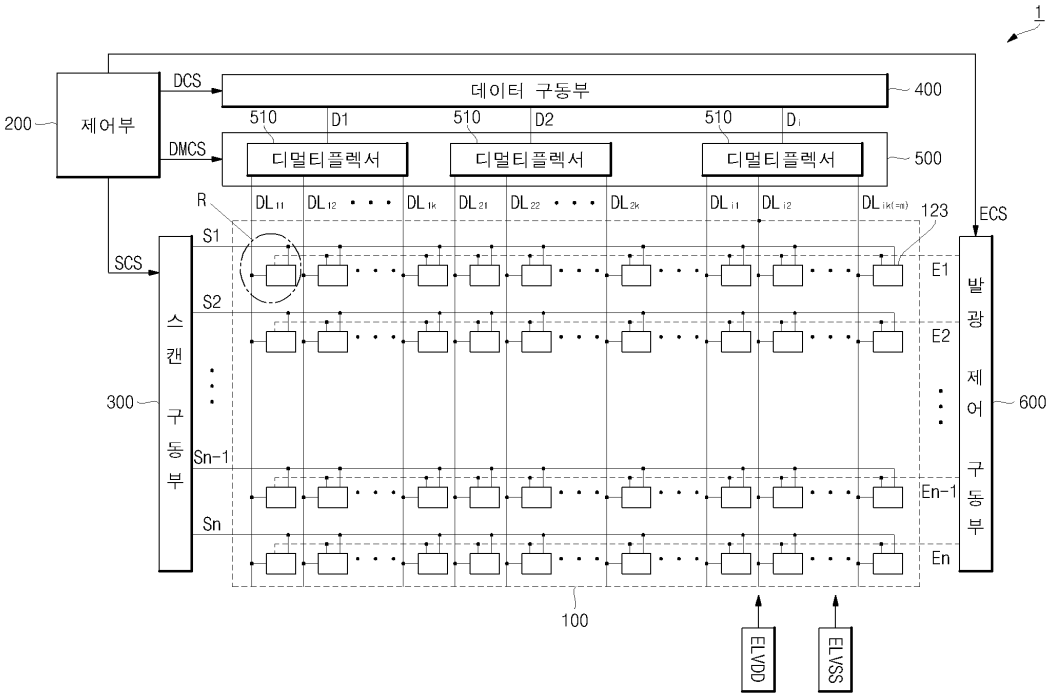 1
DCS
데이터 구동부
400
200
제어부
510
D1
510
D2
510
Di
DMCS
디멀티플렉서
디멀티플렉서
디멀티플렉서
500
R
DL11
DL12
• • • •
DL1k
DL21
DL22
• • • •
DL2k
DLi1
DLi2
• • • •
DLik(=m)
ECS
S1
123
SCS
E1
S2
E2
스캔 구동부
발광 제어 구동부
300
600
Sn-1
En-1
Sn
En
100
ELVDD
ELVSS